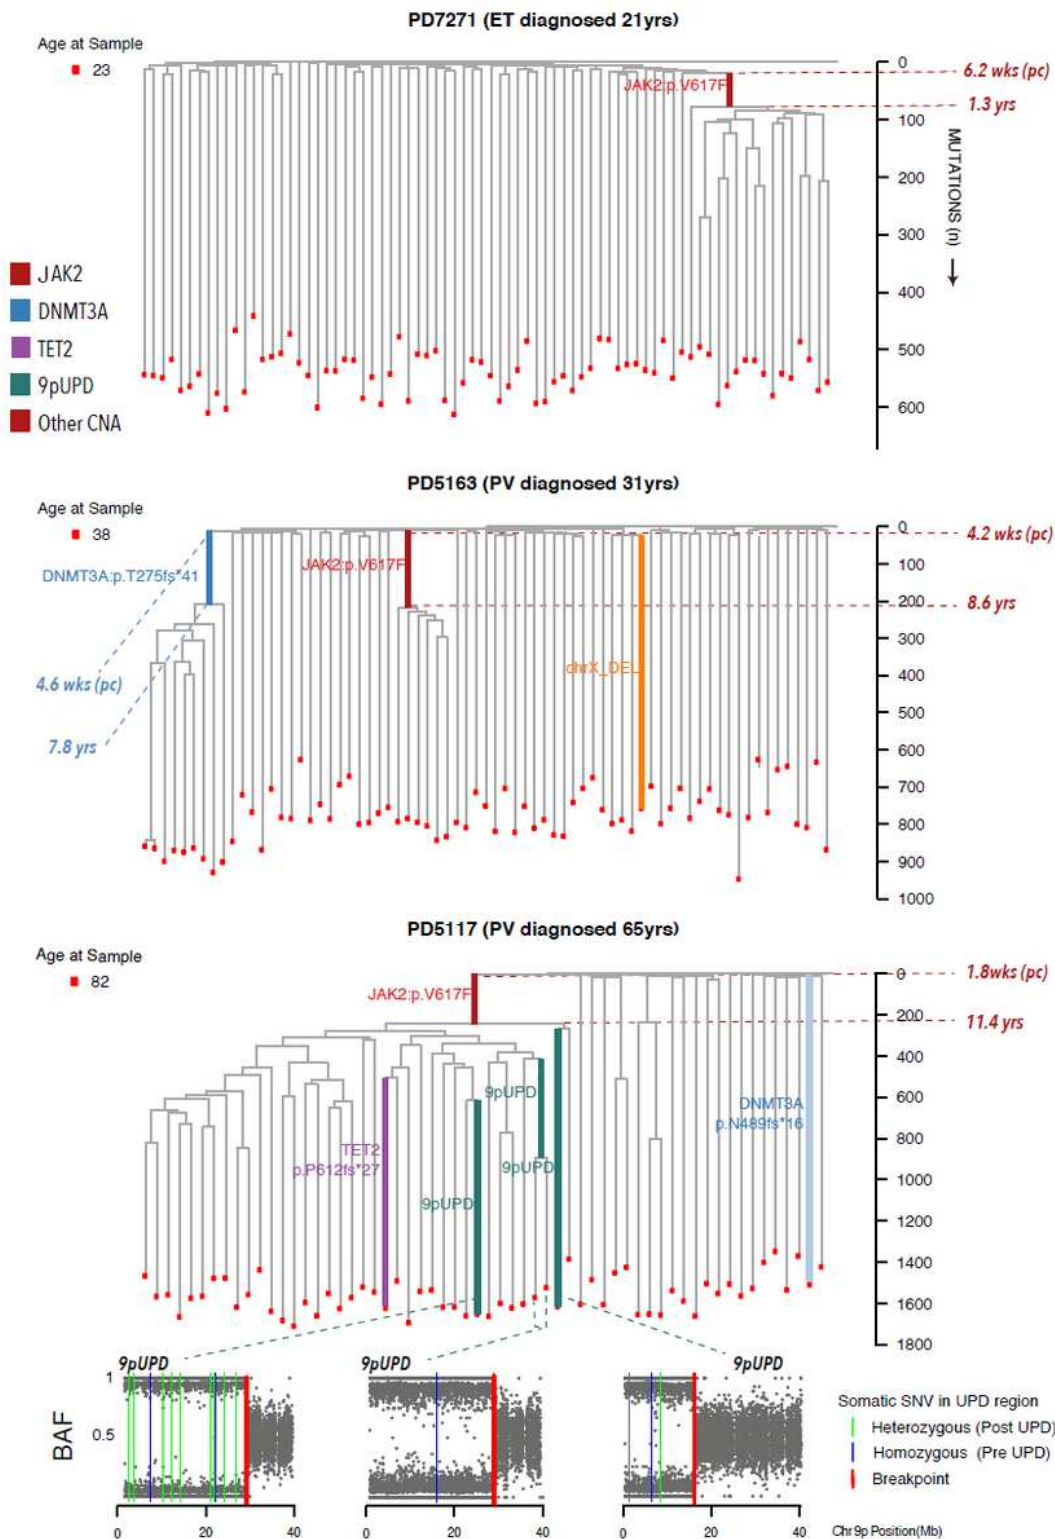 PD7271 (ET diagnosed 21yrs)
Age at Sample
23
JAK2:p.V617F
0
100
200
300
400
500
600
6.2 wks (pc)
1.3 yrs
MUTATIONS (n)
JAK2
DNMT3A
TET2
9pUPD
Other CNA
PD5163 (PV diagnosed 31yrs)
Age at Sample
38
DNMT3A:p.T275fs*41
JAK2:p.V617F
chrX_DEL
4.6 wks (pc)
7.8 yrs
0
100
200
300
400
500
600
700
800
900
1000
4.2 wks (pc)
8.6 yrs
PD5117 (PV diagnosed 65yrs)
Age at Sample
82
JAK2:p.V617F
TET2
p.P612fs*27
9pUPD
9pUPD
9pUPD
DNMT3A
p.N489fs*16
0
200
400
600
800
1000
1200
1400
1600
1800
1.8wks(pc)
11.4 yrs
9pUPD
9pUPD
9pUPD
BAF
1
0.5
0 20 40
0 20 40
0 20 40
Chr9p Position(Mb)
Somatic SNV in UPD region
Heterozygous (Post UPD)
Homozygous (Pre UPD)
Breakpoint